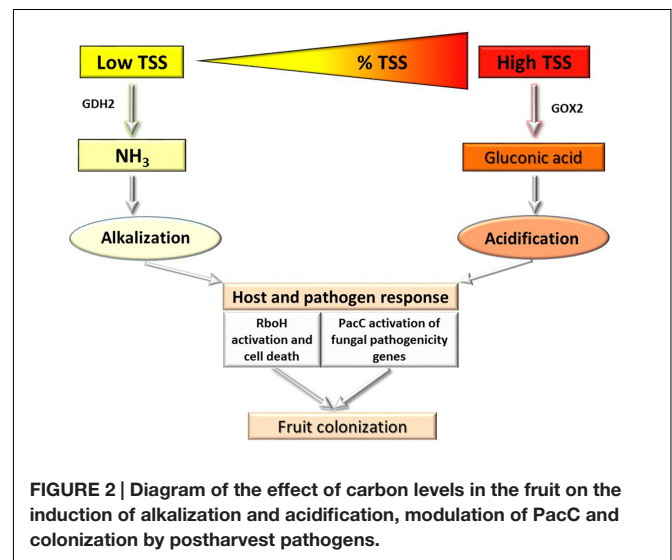 Low TSS
% TSS
High TSS
GDH2
GOX2
NH₃
Gluconic acid
Alkalization
Acidification
Host and pathogen response
RboH
activation and
cell death
PacC activation of
fungal pathogenicity
genes
Fruit colonization
FIGURE 2 | Diagram of the effect of carbon levels in the fruit on the
induction of alkalization and acidification, modulation of PacC and
colonization by postharvest pathogens.